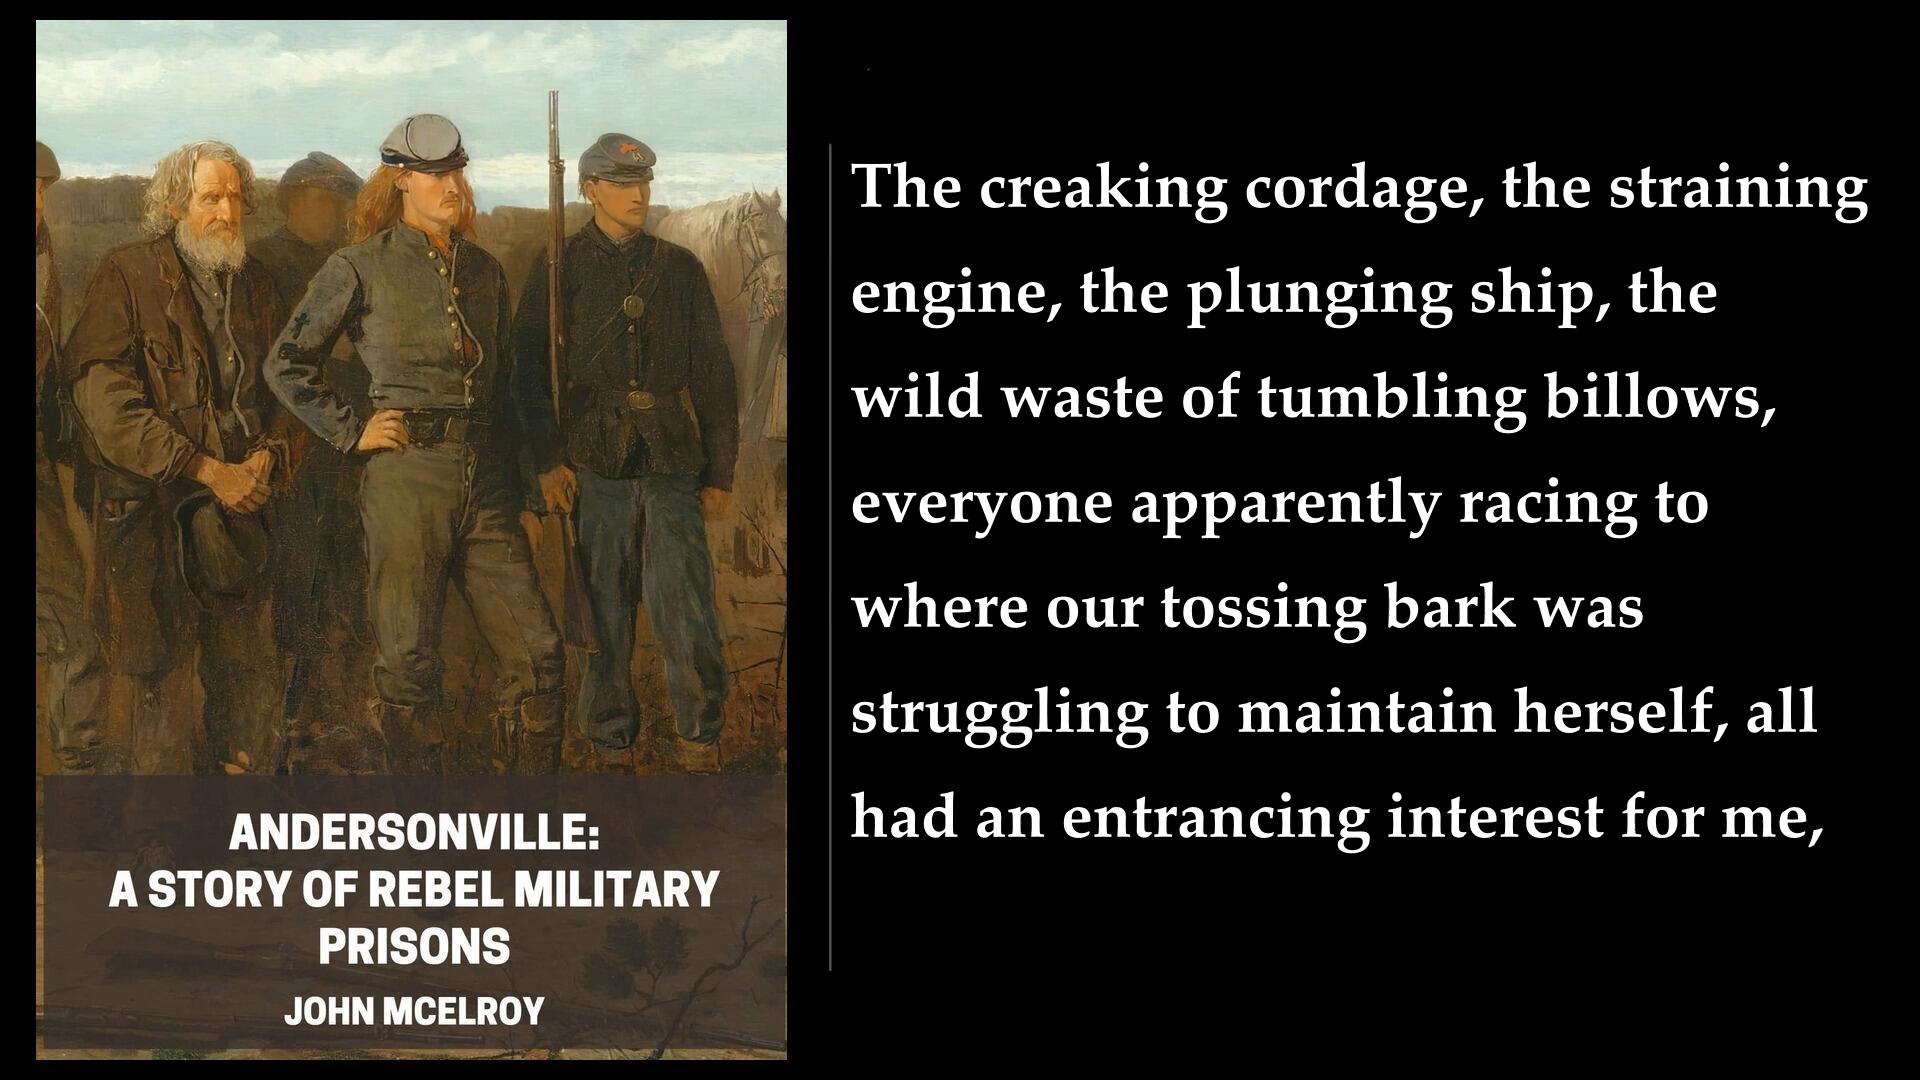 ANDERSONVILLE:
A STORY OF REBEL MILITARY
PRISONS
JOHN MCELROY
The creaking cordage, the straining
engine, the plunging ship, the
wild waste of tumbling billows,
everyone apparently racing to
where our tossing bark was
struggling to maintain herself, all
had an entrancing interest for me,